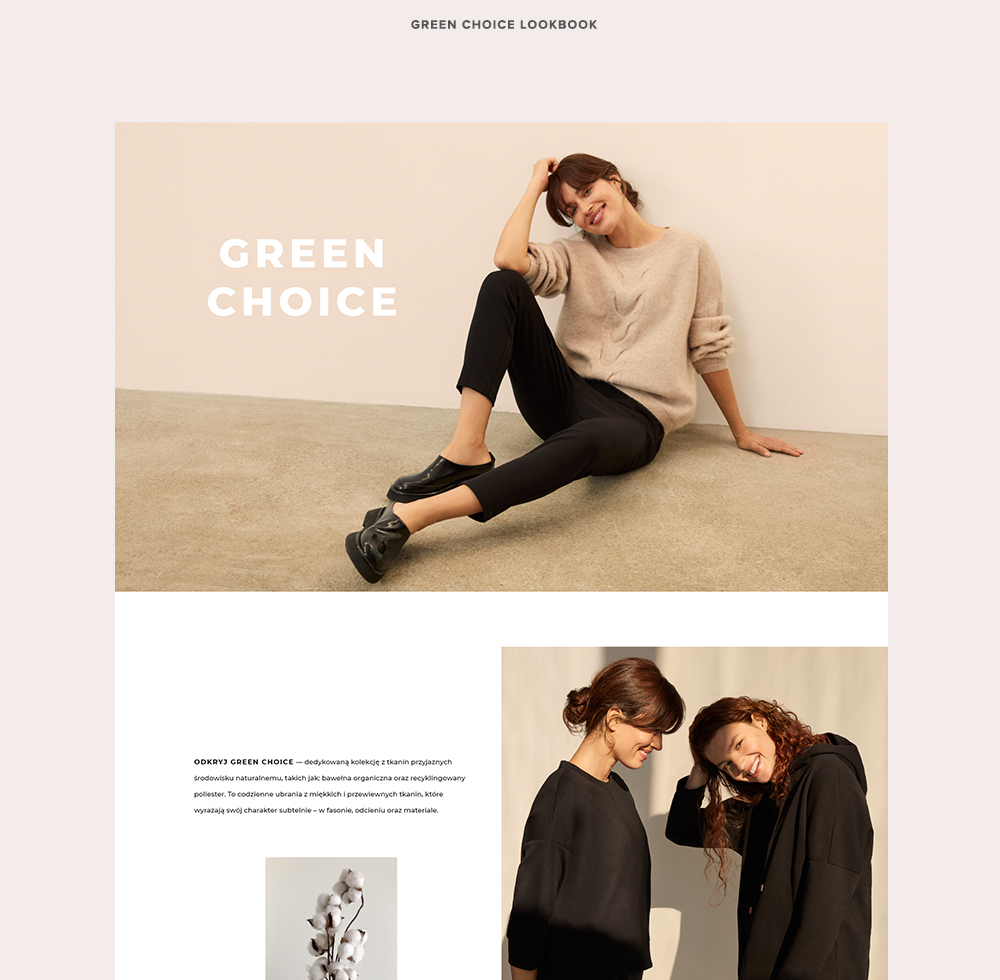 GREEN CHOICE LOOKBOOK
GREEN
CHOICE
ODKRYJ GREEN CHOICE — dedykowaną kolekcję z tkanin przyjaznych
środowisku naturalnemu, takich jak: bawełna organiczna oraz recyklingowany
poliester. To codzienne ubrania z miękkich i przewiewnych tkanin, które
wyrażają swój charakter subtelnie – w fasonie, odcieniu oraz materiale.